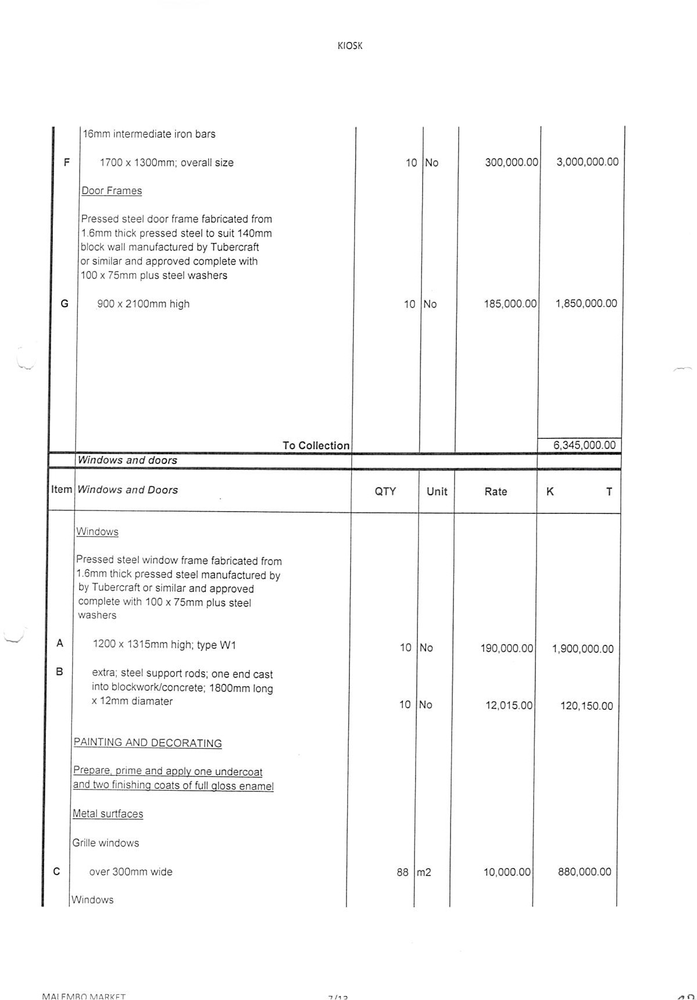 KIOSK
16mm intermediate iron bars
F 1700 x 1300mm; overall size 10 No 300,000.00 3,000,000.00
Door Frames
Pressed steel door frame fabricated from
1.6mm thick pressed steel to suit 140mm
block wall manufactured by Tubercraft
or similar and approved complete with
100 x 75mm plus steel washers
G 900 x 2100mm high 10 No 185,000.00 1,850,000.00
To Collection 6,345,000.00
Windows and doors
Item Windows and Doors QTY Unit Rate K T
Windows
Pressed steel window frame fabricated from
1.6mm thick pressed steel manufactured by
by Tubercraft or similar and approved
complete with 100 x 75mm plus steel
washers
A 1200 x 1315mm high; type W1 10 No 190,000.00 1,900,000.00
B extra; steel support rods; one end cast
into blockwork/concrete; 1800mm long
x 12mm diamater 10 No 12,015.00 120,150.00
PAINTING AND DECORATING
Prepare, prime and apply one undercoat
and two finishing coats of full gloss enamel
Metal surtfaces
Grille windows
C over 300mm wide 88 m2 10,000.00 880,000.00
Windows
MALEMBO MARKET 7/13